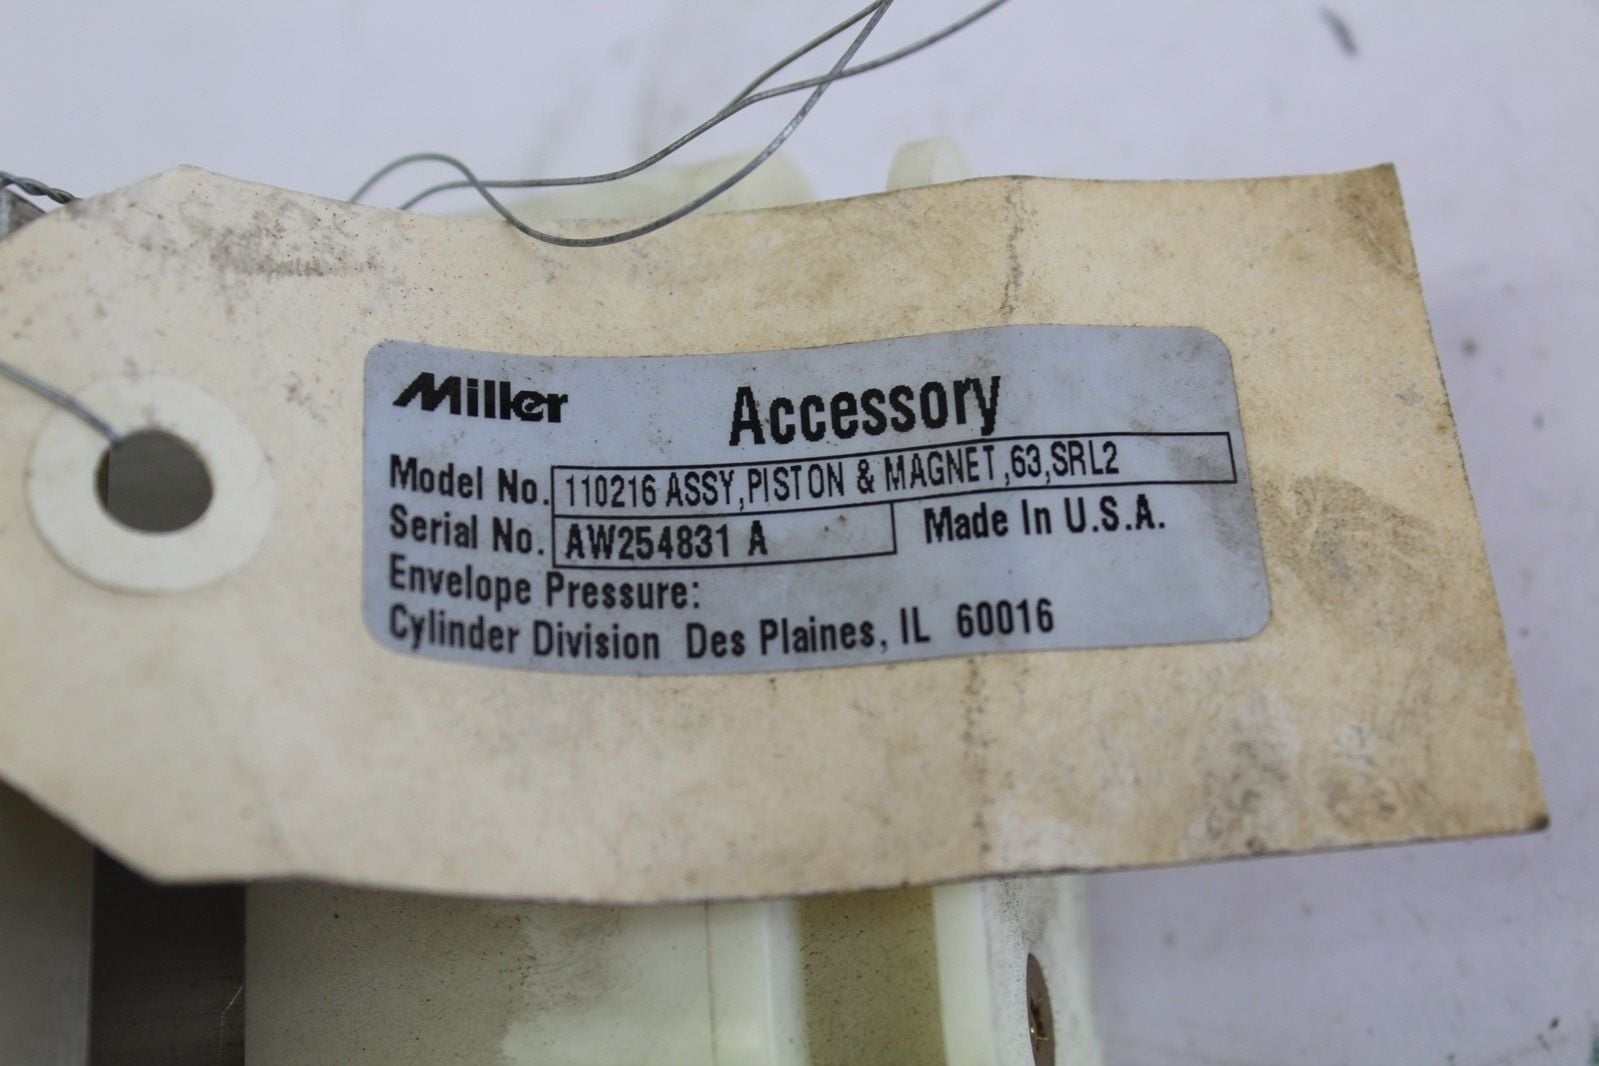 Miller Accessory
Model No. 110216 ASSY,PISTON & MAGNET,63,SRL2
Serial No. AW254831 A Made In U.S.A.
Envelope Pressure:
Cylinder Division Des Plaines, IL 60016